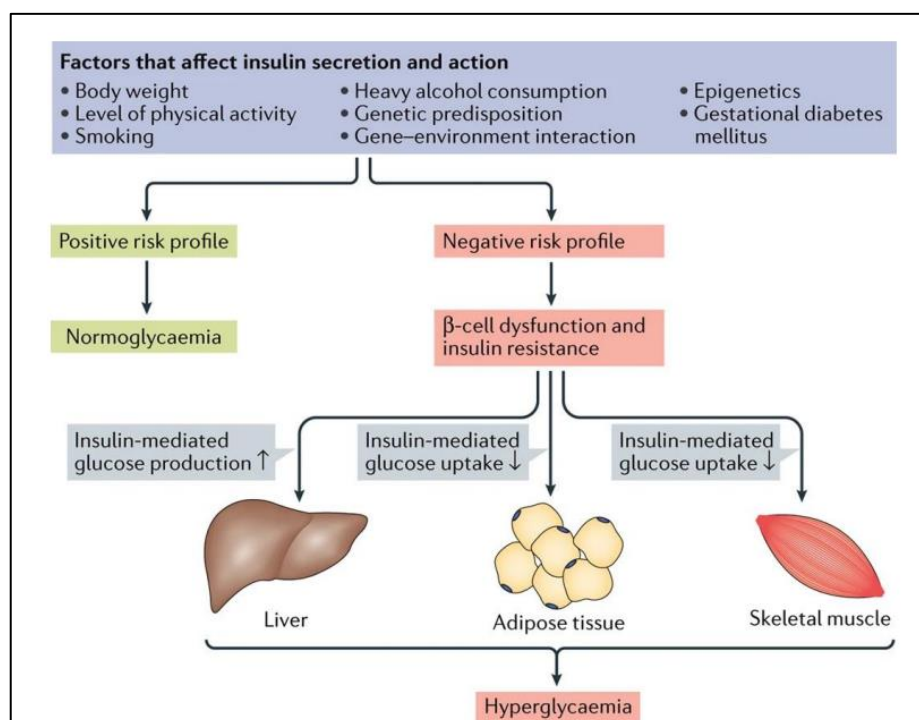 Factors that affect insulin secretion and action
• Body weight
• Level of physical activity
• Smoking
• Heavy alcohol consumption
• Genetic predisposition
• Gene–environment interaction
• Epigenetics
• Gestational diabetes
mellitus
Positive risk profile
Negative risk profile
Normoglycaemia
β-cell dysfunction and
insulin resistance
Insulin-mediated
glucose production ↑
Insulin-mediated
glucose uptake ↓
Insulin-mediated
glucose uptake ↓
Liver
Adipose tissue
Skeletal muscle
Hyperglycaemia